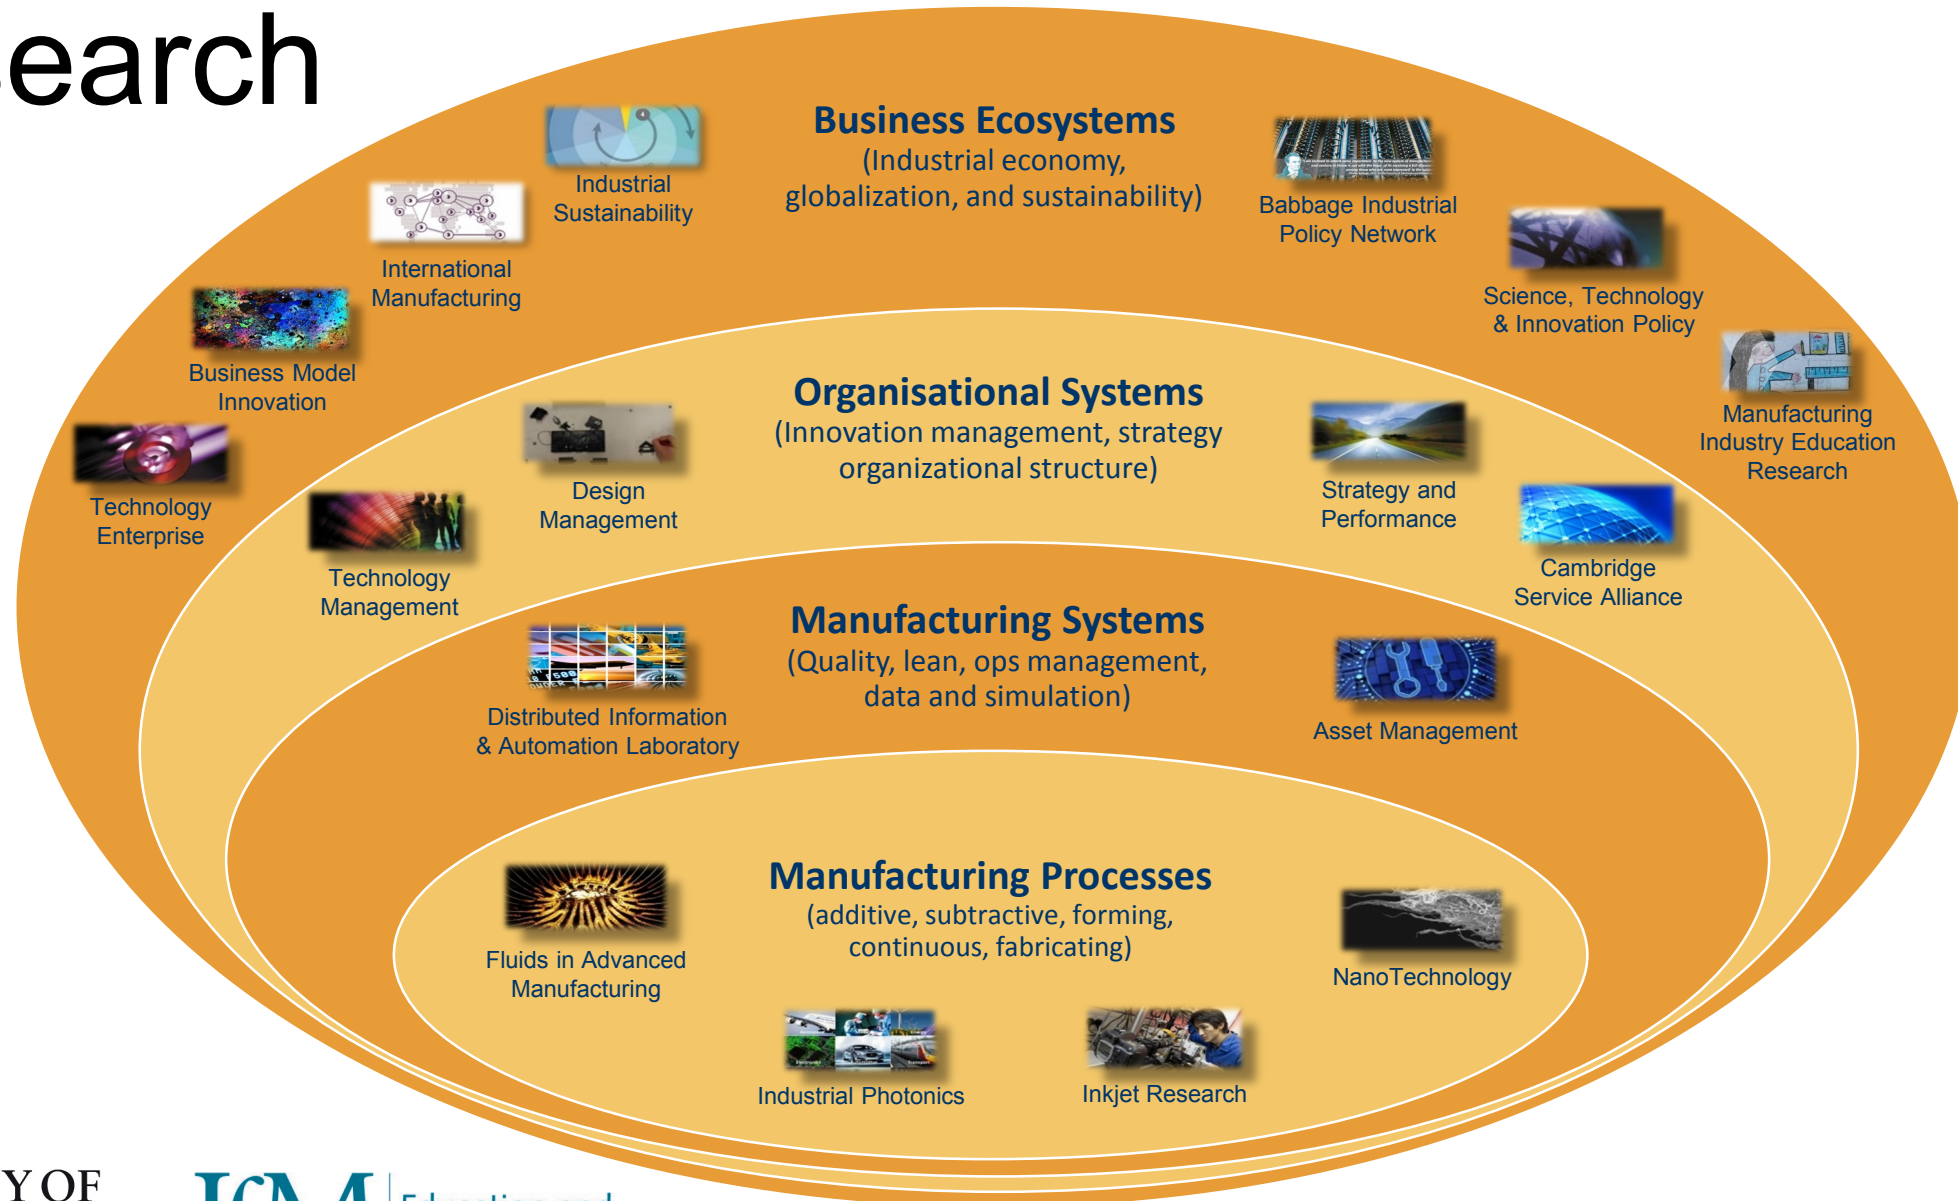 search
Business Ecosystems
(Industrial economy,
globalization, and sustainability)
Industrial
Sustainability
Babbage Industrial
Policy Network
International
Manufacturing
Science, Technology
& Innovation Policy
Business Model
Innovation
Manufacturing
Industry Education
Research
Technology
Enterprise
Organisational Systems
(Innovation management, strategy
organizational structure)
Design
Management
Strategy and
Performance
Technology
Management
Cambridge
Service Alliance
Manufacturing Systems
(Quality, lean, ops management,
data and simulation)
Distributed Information
& Automation Laboratory
Asset Management
Manufacturing Processes
(additive, subtractive, forming,
continuous, fabricating)
Fluids in Advanced
Manufacturing
NanoTechnology
Industrial Photonics
Inkjet Research
Y OF
IfM
Education and